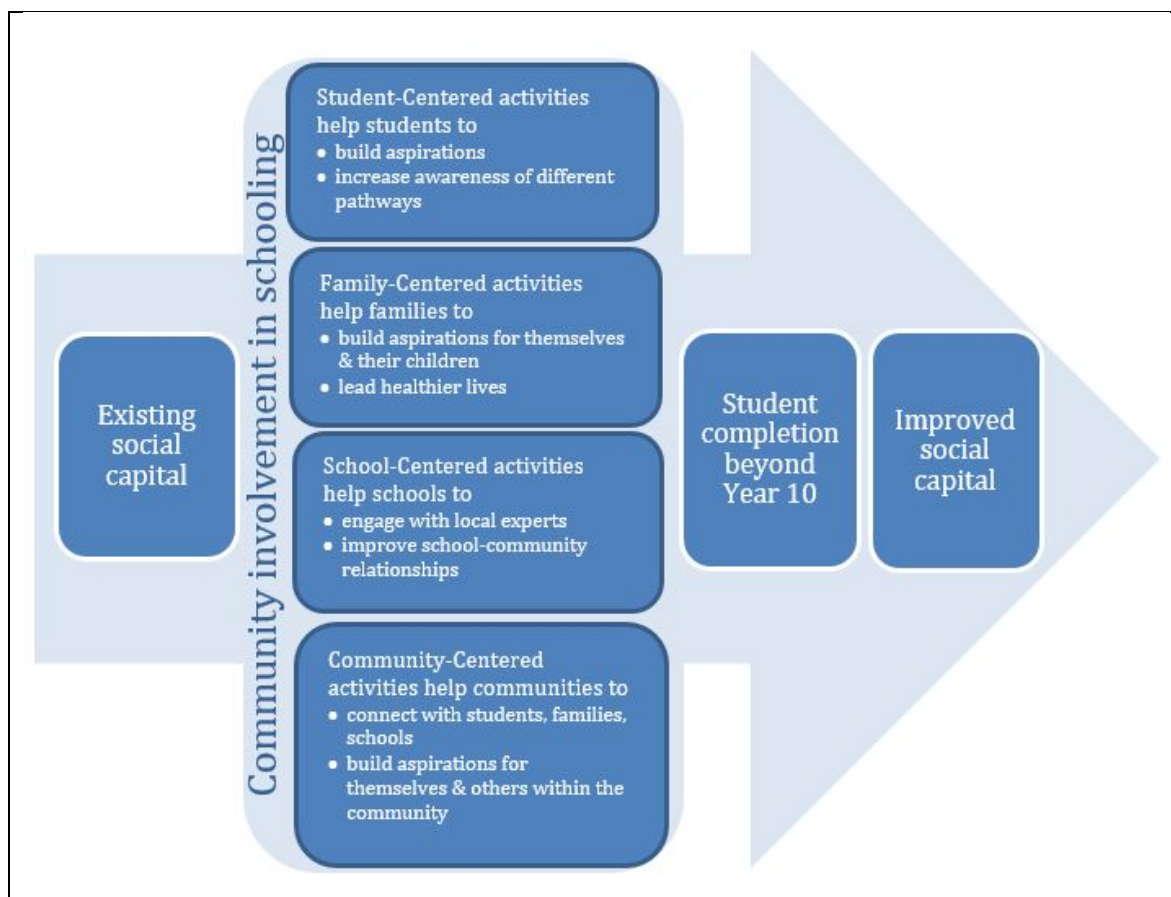 Existing
social
capital
Community involvement in schooling
Student-Centered activities
help students to
• build aspirations
• increase awareness of different
pathways
Family-Centered activities
help families to
• build aspirations for themselves
& their children
• lead healthier lives
School-Centered activities
help schools to
• engage with local experts
• improve school-community
relationships
Community-Centered
activities help communities to
• connect with students, families,
schools
• build aspirations for
themselves & others within the
community
Student
completion
beyond
Year 10
Improved
social
capital